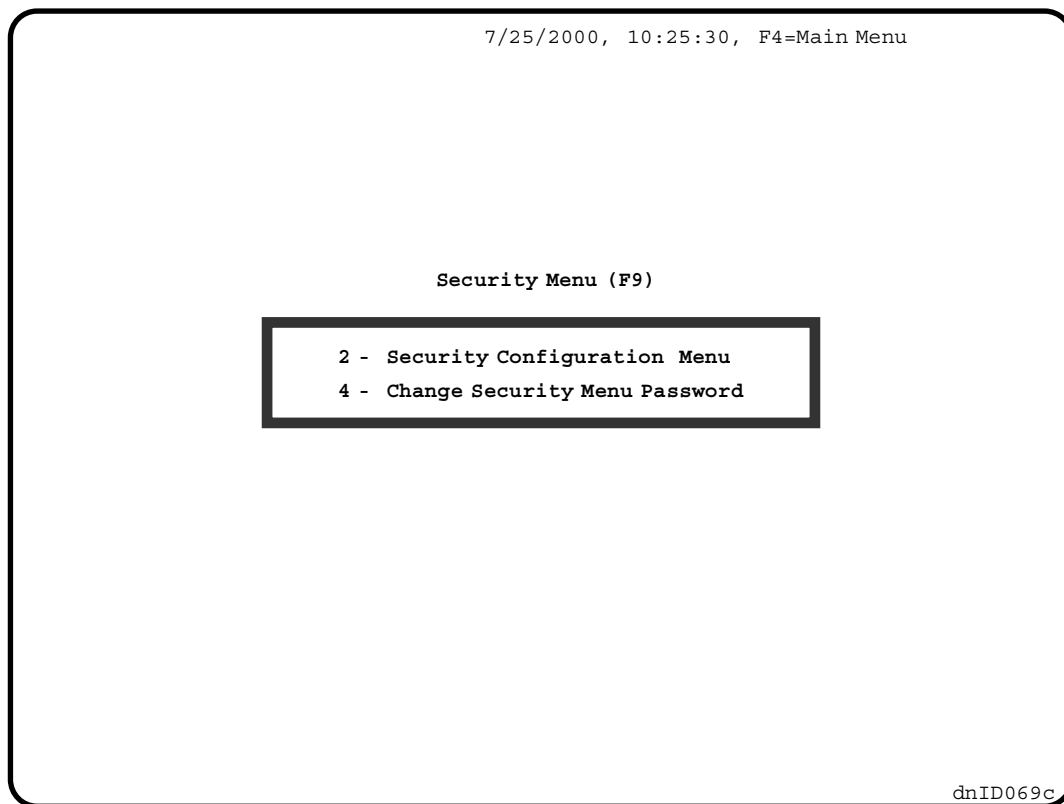 7/25/2000, 10:25:30, F4=Main Menu
Security Menu (F9)
2 - Security Configuration Menu
4 - Change Security Menu Password
dnID069c